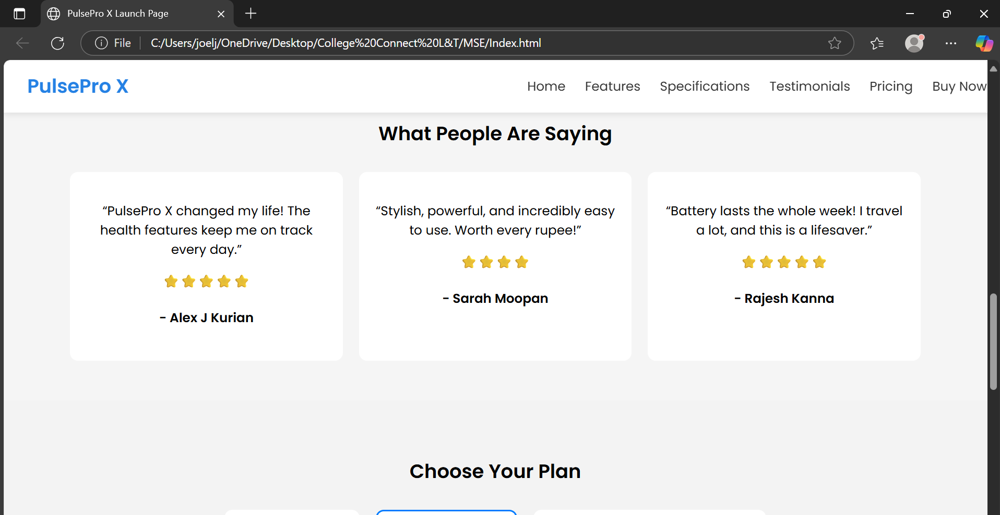 PulsePro X Launch Page
File
C:/Users/joelj/OneDrive/Desktop/College%20Connect%20L&T/MSE/Index.html
PulsePro X
Home Features Specifications Testimonials Pricing Buy Now
What People Are Saying
“PulsePro X changed my life! The
health features keep me on track
every day.”
- Alex J Kurian
“Stylish, powerful, and incredibly easy
to use. Worth every rupee!”
- Sarah Moopan
“Battery lasts the whole week! I travel
a lot, and this is a lifesaver.”
- Rajesh Kanna
Choose Your Plan